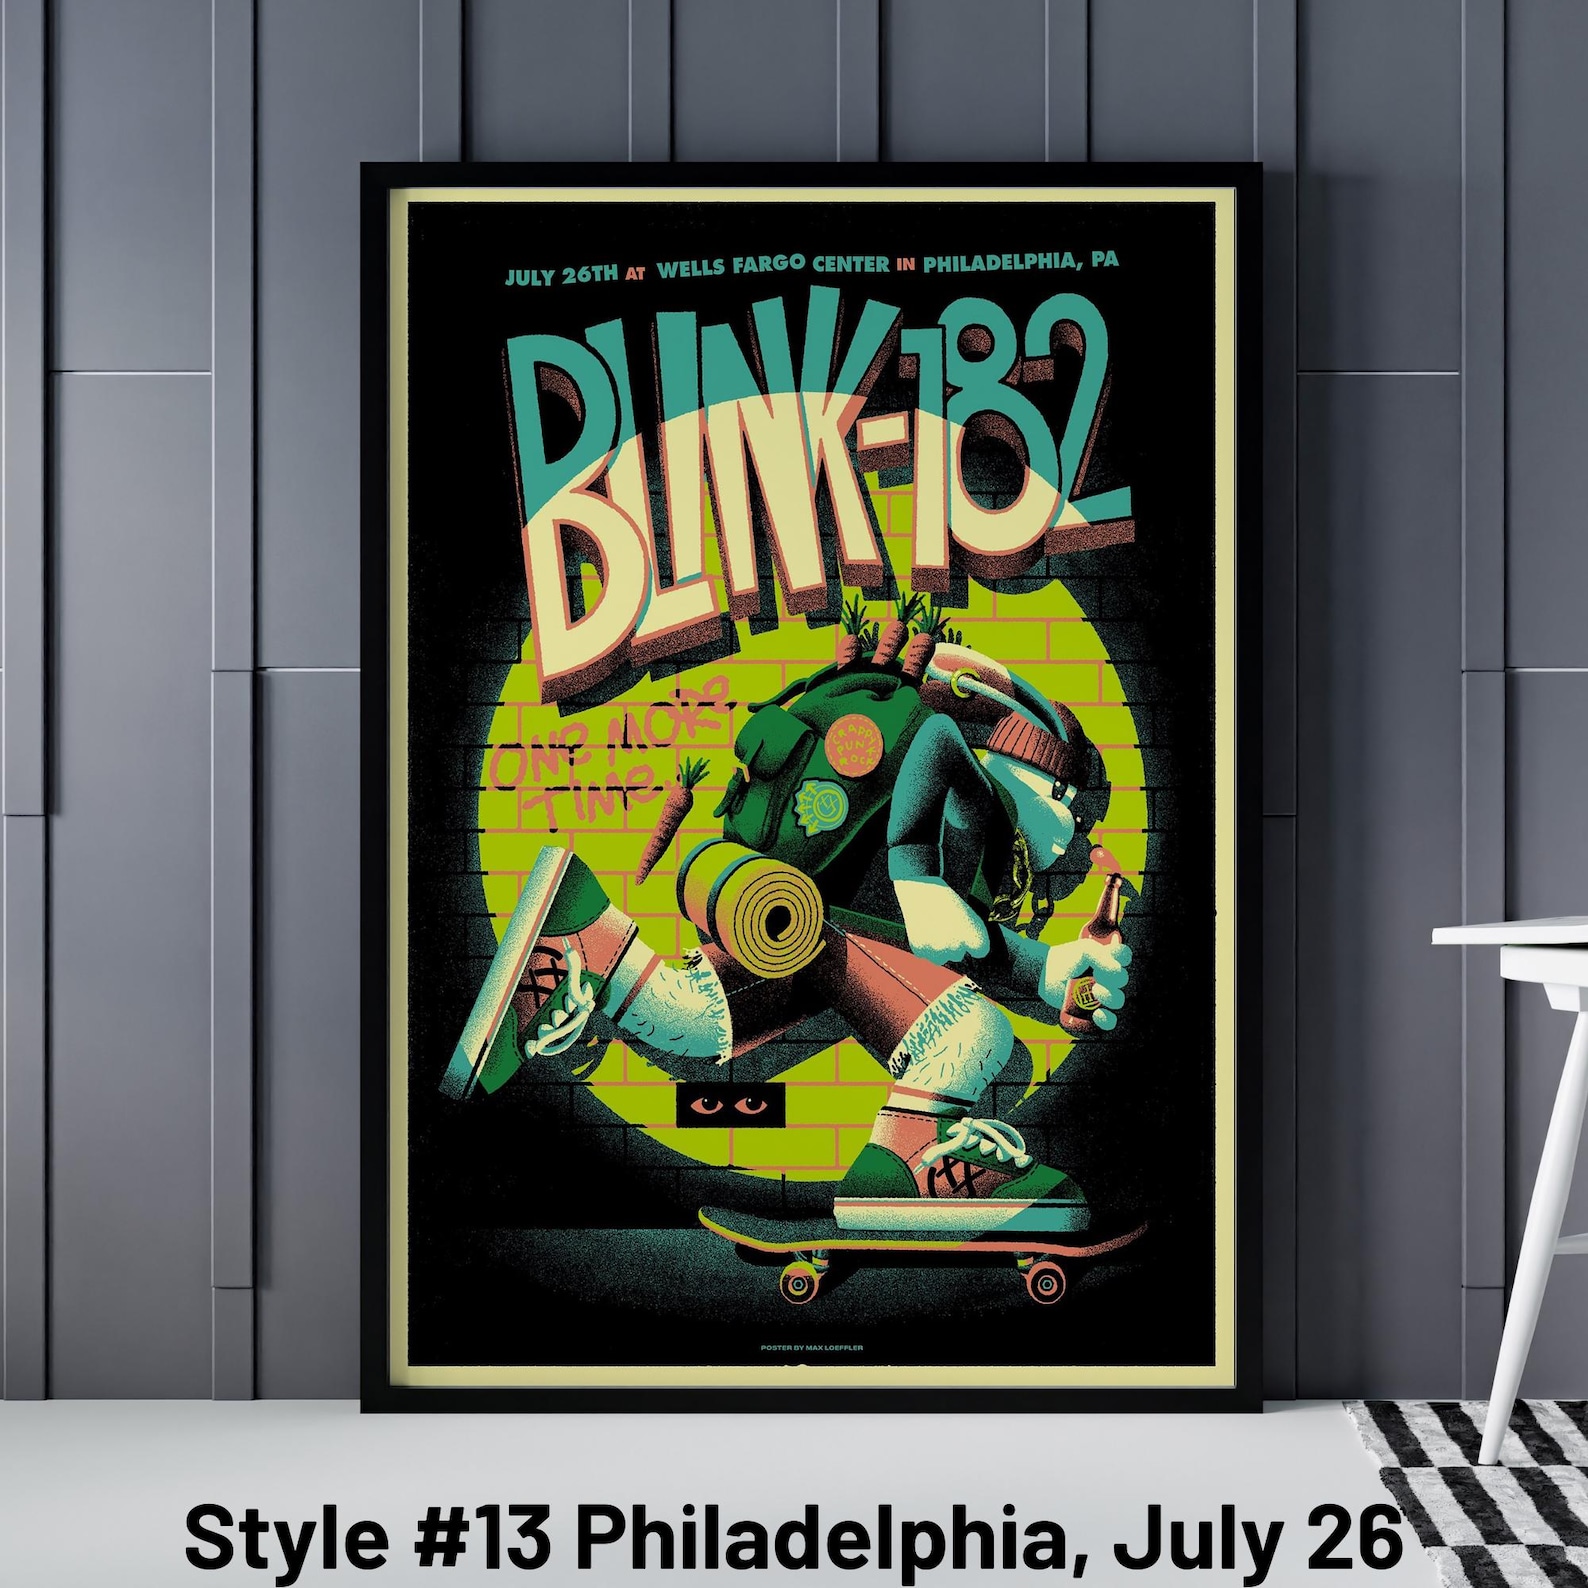 JULY 26TH AT WELLS FARGO CENTER IN PHILADELPHIA, PA
BLINK-182
ONE MORE
TIME..
CRAPPY
PUNK
ROCK
POSTER BY MAX LOEFFLER
Style #13 Philadelphia, July 26